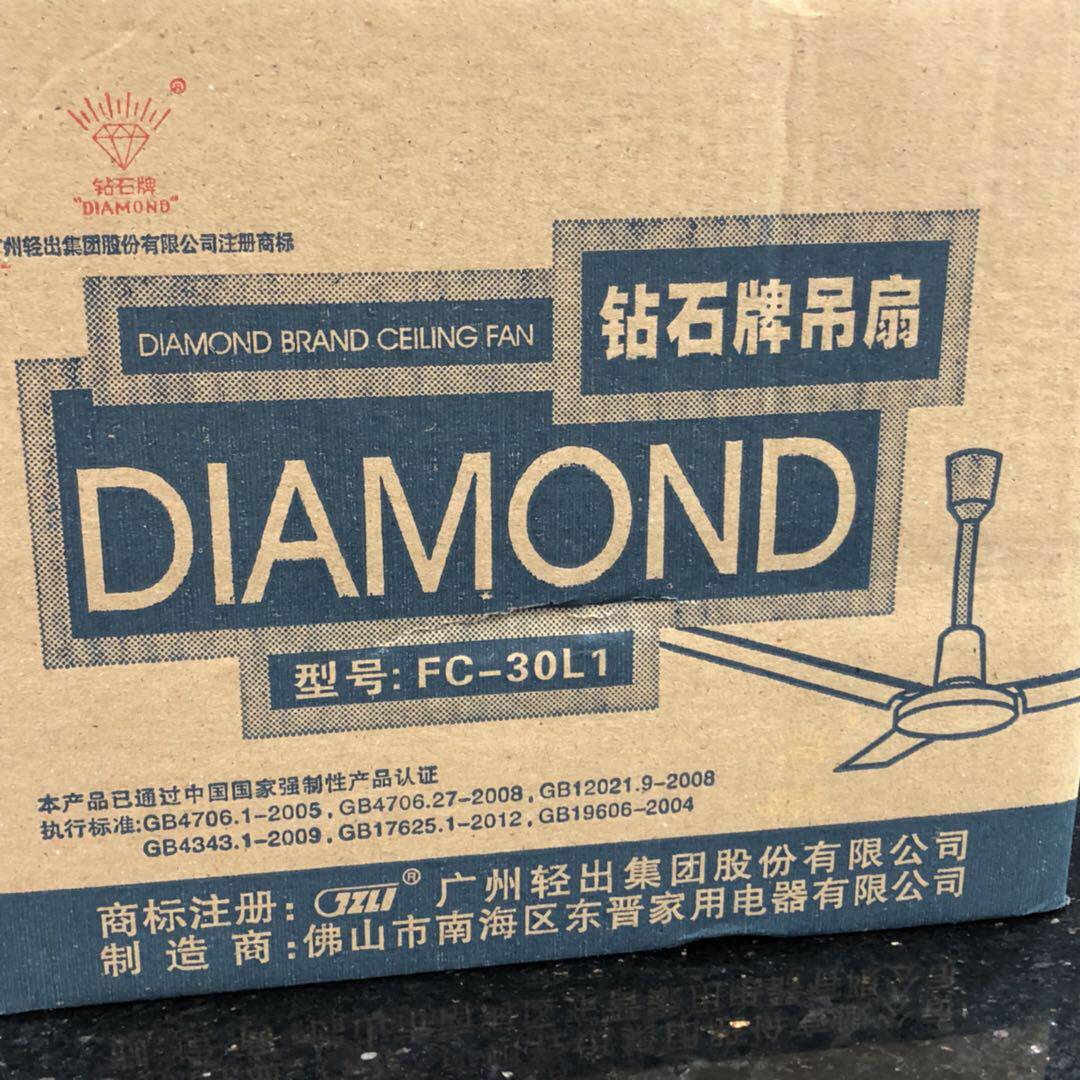 ®
钻石牌
"DIAMOND"
州轻出集团股份有限公司注册商标
钻石牌吊扇
DIAMOND BRAND CEILING FAN
DIAMOND
型号: FC-30L1
本产品已通过中国国家强制性产品认证
执行标准:GB4706.1-2005, GB4706.27-2008, GB12021.9-2008
GB4343.1-2009, GB17625.1-2012, GB19606-2004
商标注册: GZLI® 广州轻出集团股份有限公司
制造商:佛山市南海区东晋家用电器有限公司